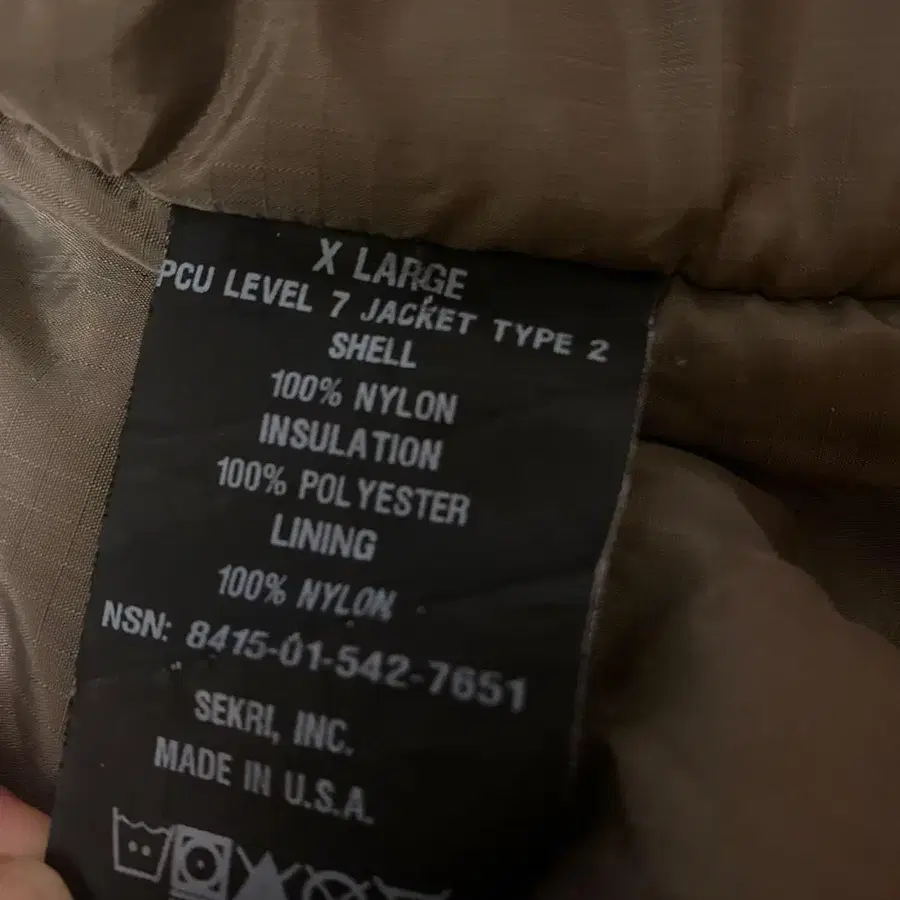 X LARGE
PCU LEVEL 7 JACKET TYPE 2
SHELL
100% NYLON
INSULATION
100% POLYESTER
LINING
100% NYLON
NSN: 8415-01-542-7651
SEKRI, INC.
MADE IN U.S.A.